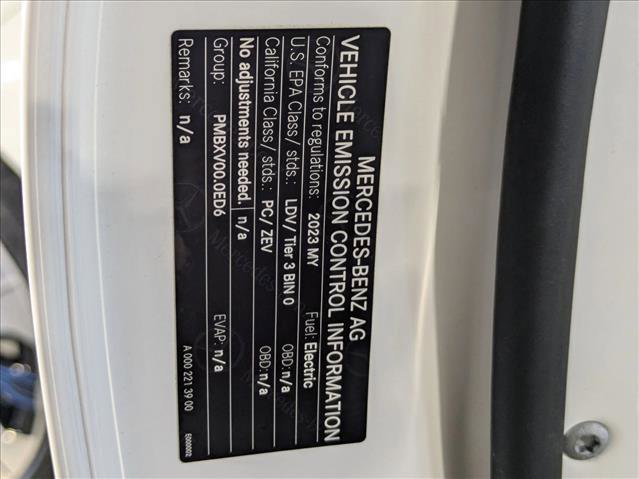 MERCEDES-BENZ AG
VEHICLE EMISSION CONTROL INFORMATION
Conforms to regulations: 2023 MY Fuel: Electric
U.S. EPA Class/ stds.: LDV/ Tier 3 BIN 0 OBD: n/a
California Class/ stds.: PC/ ZEV OBD: n/a
No adjustments needed. n/a
Group: PMBXV00.0ED6 EVAP: n/a
Remarks: n/a
A 000 221 39 00
E000002